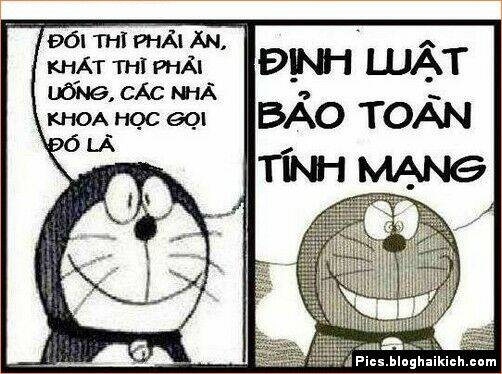 ĐÓI THÌ PHẢI ĂN,
KHÁT THÌ PHẢI
UỐNG, CÁC NHÀ
KHOA HỌC GỌI
ĐÓ LÀ
ĐỊNH LUẬT
BẢO TOÀN
TÍNH MẠNG
Pics.bloghaikich.com